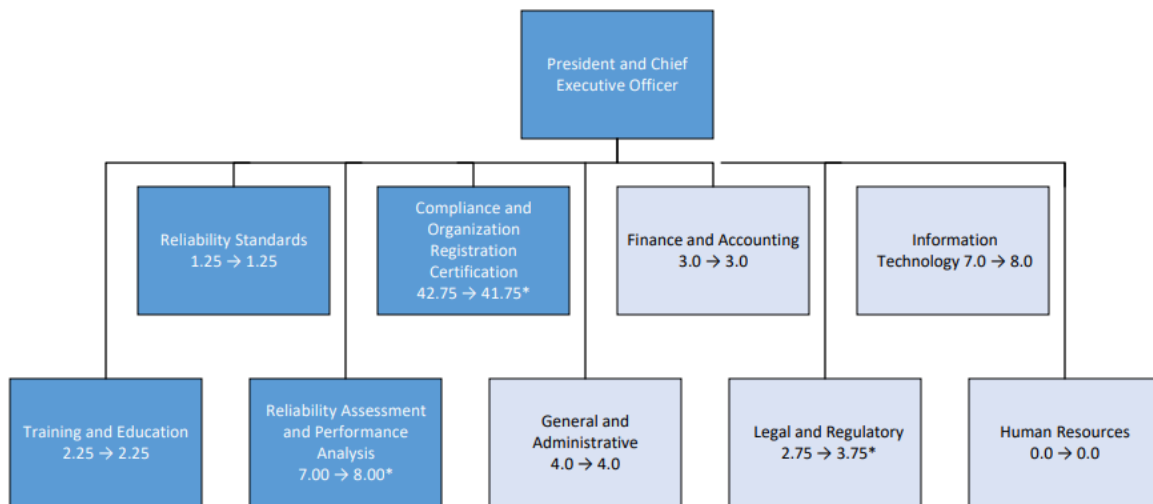 President and Chief
Executive Officer
Reliability Standards
1.25 → 1.25
Compliance and
Organization
Registration
Certification
42.75 → 41.75*
Finance and Accounting
3.0 → 3.0
Information
Technology 7.0 → 8.0
Training and Education
2.25 → 2.25
Reliability Assessment
and Performance
Analysis
7.00 → 8.00*
General and
Administrative
4.0 → 4.0
Legal and Regulatory
2.75 → 3.75*
Human Resources
0.0 → 0.0